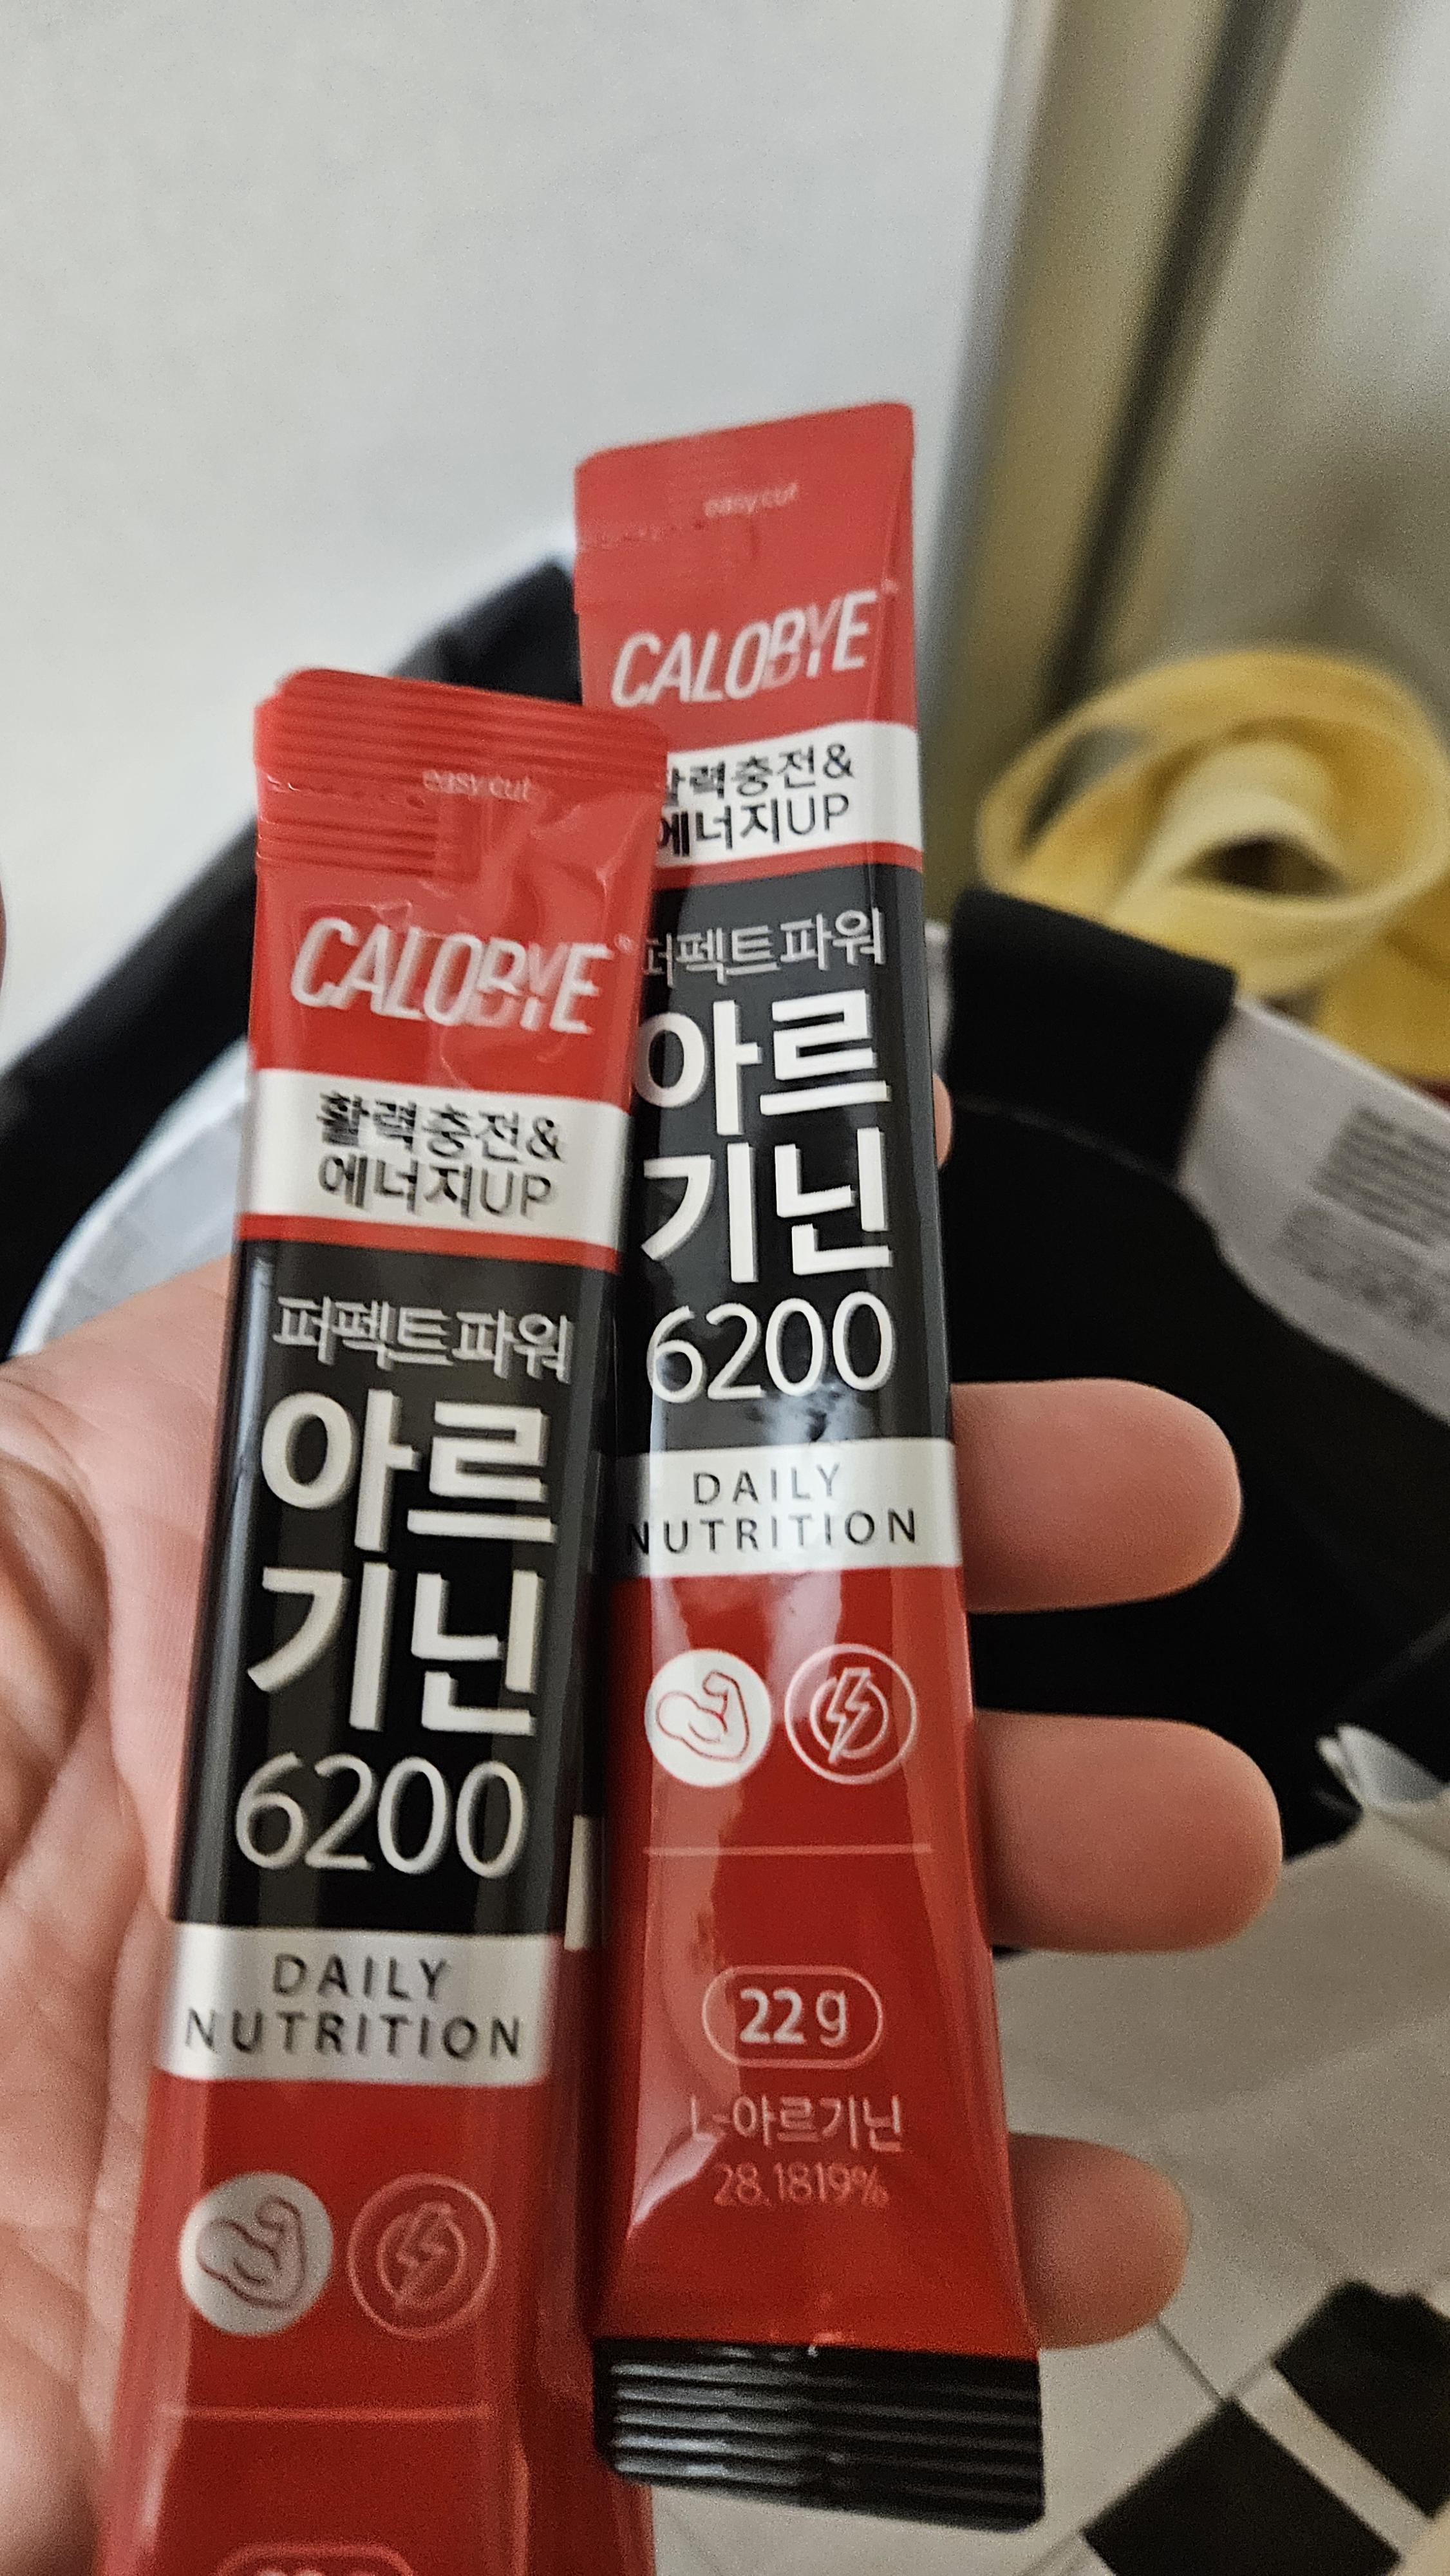 easy cut
CALOBYE
활력충전&
에너지UP
퍼펙트파워
아르
기닌
6200
DAILY
NUTRITION
easy cut
CALOBYE
활력충전&
에너지UP
퍼펙트파워
아르
기닌
6200
DAILY
NUTRITION
22g
L-아르기닌
28.1819%